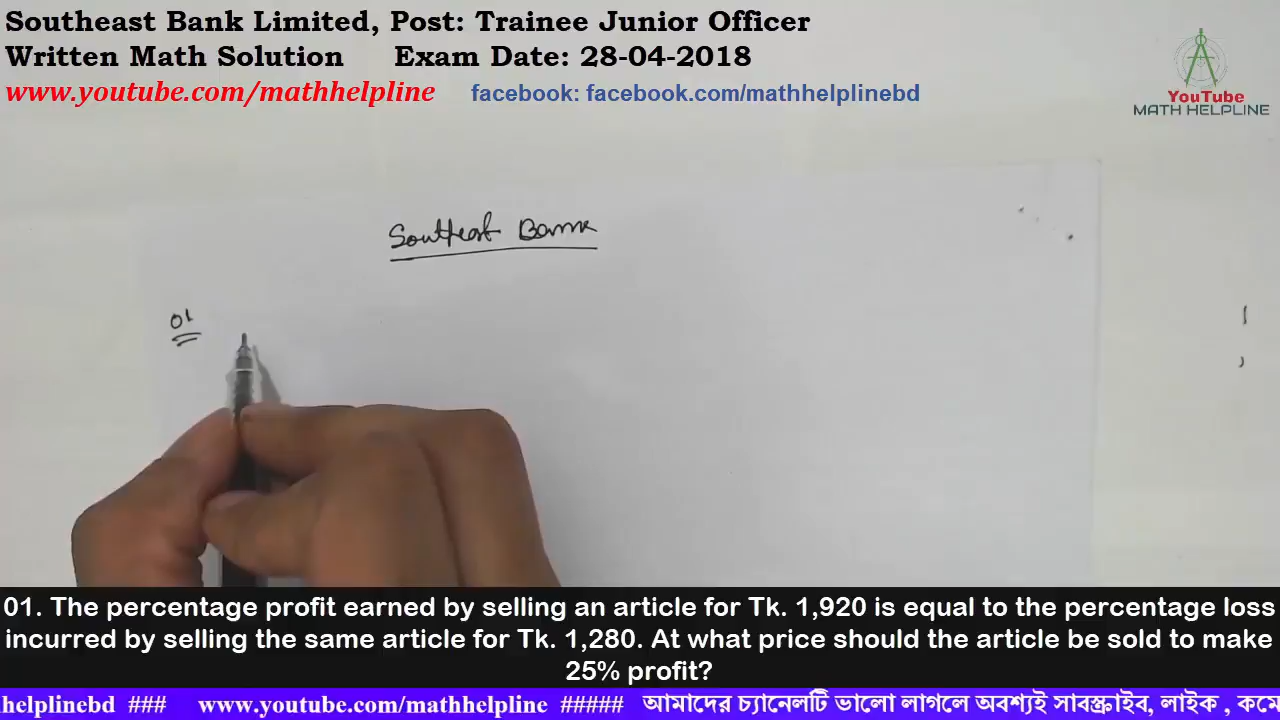 Southeast Bank Limited, Post: Trainee Junior Officer
Written Math Solution Exam Date: 28-04-2018
www.youtube.com/mathhelpline facebook: facebook.com/mathhelplinebd
YouTube
MATH HELPLINE
Southeast Bank
01
01. The percentage profit earned by selling an article for Tk. 1,920 is equal to the percentage loss
incurred by selling the same article for Tk. 1,280. At what price should the article be sold to make
25% profit?
helplinebd ### www.youtube.com/mathhelpline ##### আমাদের চ্যানেলটি ভালো লাগলে অবশ্যই সাবস্ক্রাইব, লাইক , কমে